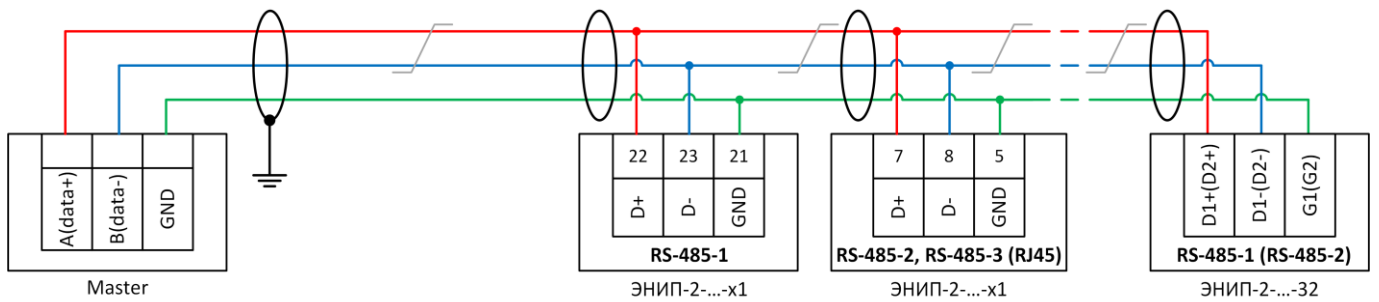 A(data+)
B(data-)
GND
Master
22 23 21
D+
D-
GND
RS-485-1
ЭНИП-2-...-х1
7 8 5
D+
D-
GND
RS-485-2, RS-485-3 (RJ45)
ЭНИП-2-...-х1
D1+(D2+)
D1-(D2-)
G1(G2)
RS-485-1 (RS-485-2)
ЭНИП-2-...-32